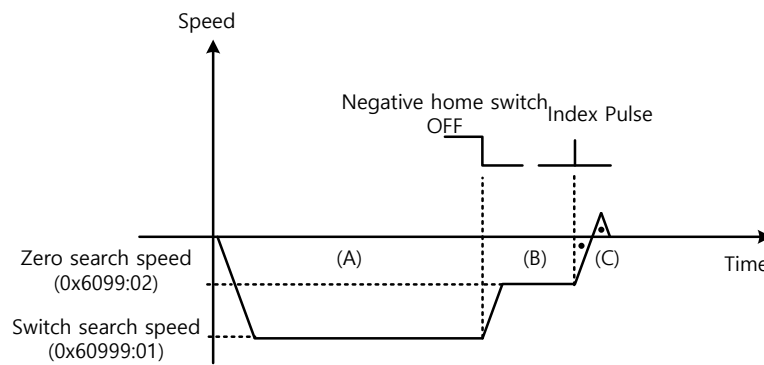 Speed
Negative home switch
OFF
Index Pulse
Zero search speed
(0x6099:02)
(A)
(B)
(C)
Time
Switch search speed
(0x60999:01)